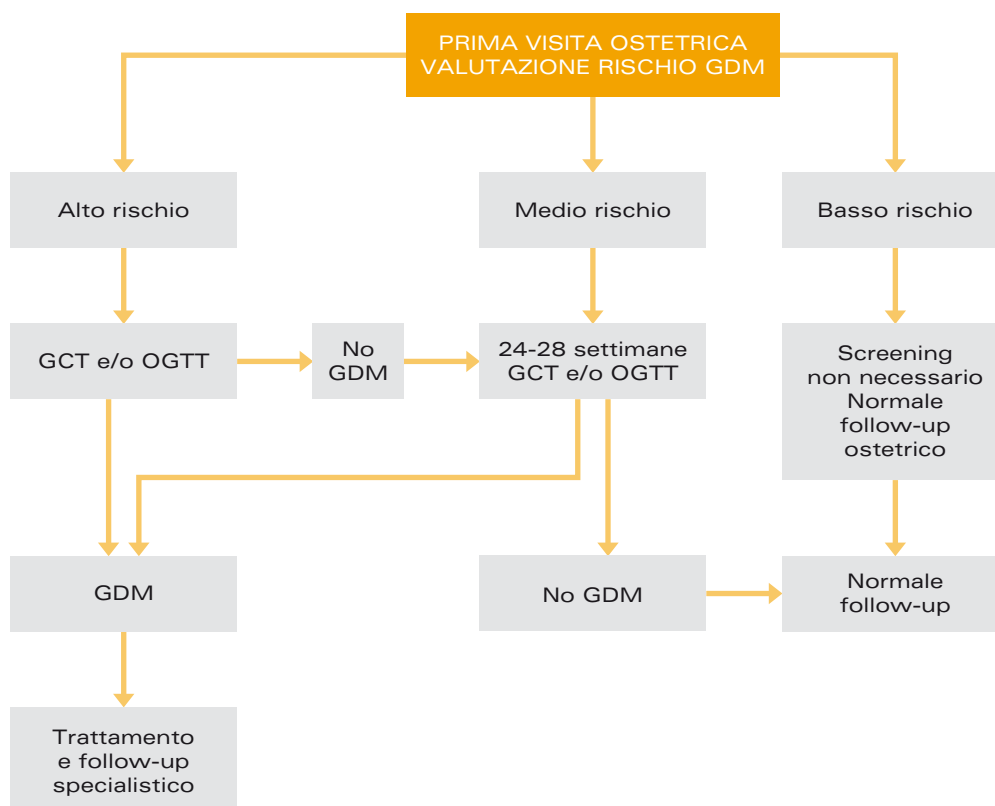 PRIMA VISITA OSTETRICA
VALUTAZIONE RISCHIO GDM
Alto rischio
Medio rischio
Basso rischio
GCT e/o OGTT
No
GDM
24-28 settimane
GCT e/o OGTT
Screening
non necessario
Normale
follow-up
ostetrico
GDM
No GDM
Normale
follow-up
Trattamento
e follow-up
specialistico